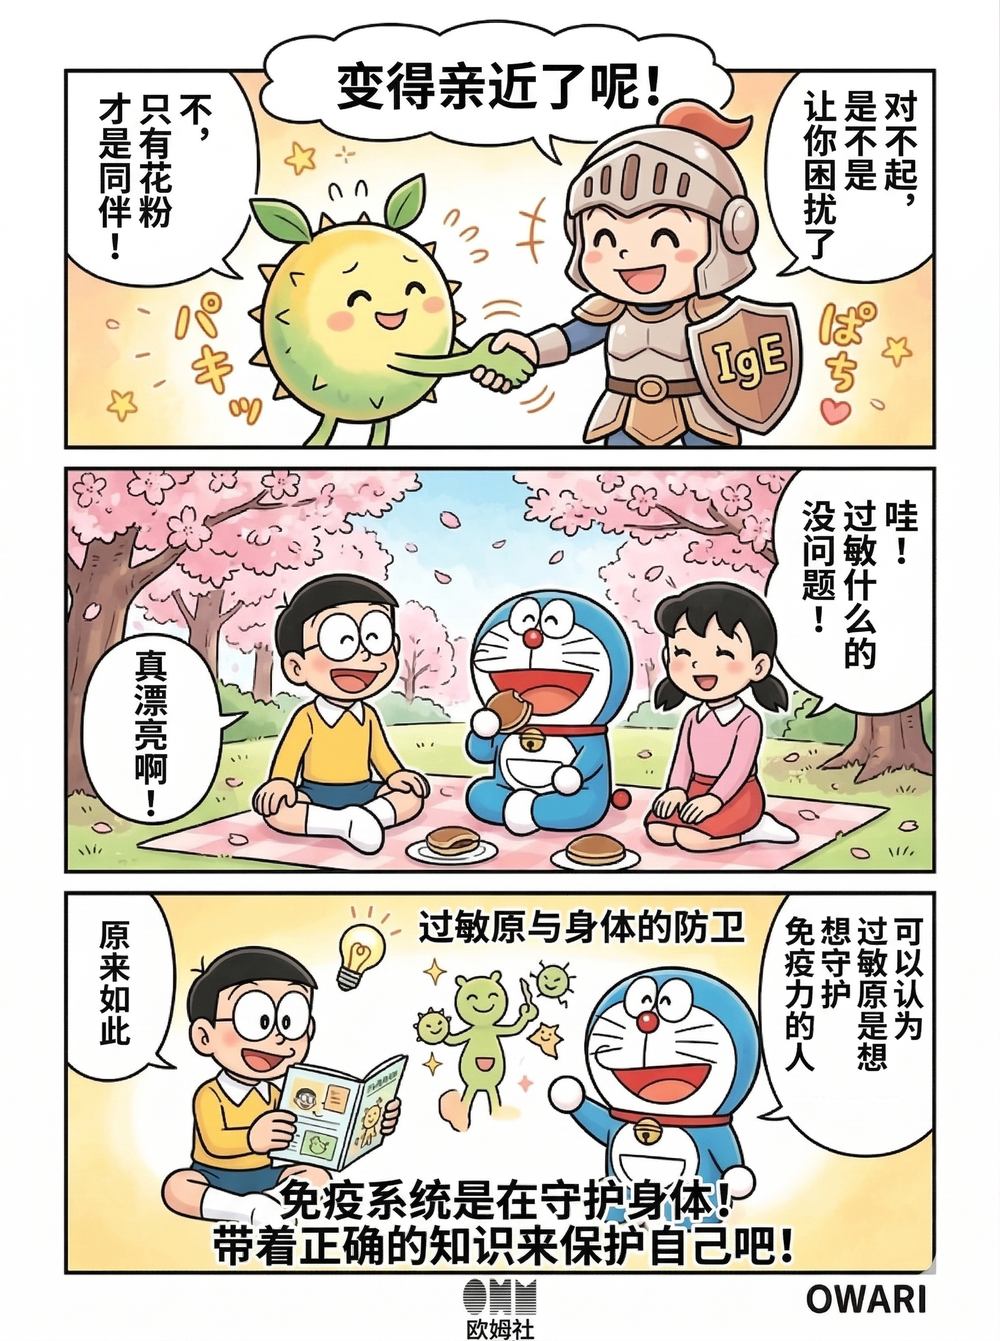 变得亲近了呢！
对不起，
是不是
让你困扰了
不，
只有花粉
才是同伴！
パキッ
IgE
ぱち
哇！
过敏什么的
没问题！
真漂亮啊！
过敏原与身体的防卫
可以认为
过敏原是想
想守护
免疫力的人
原来如此
免疫系统是在守护身体！
带着正确的知识来保护自己吧！
OMM
欧姆社
OWARI